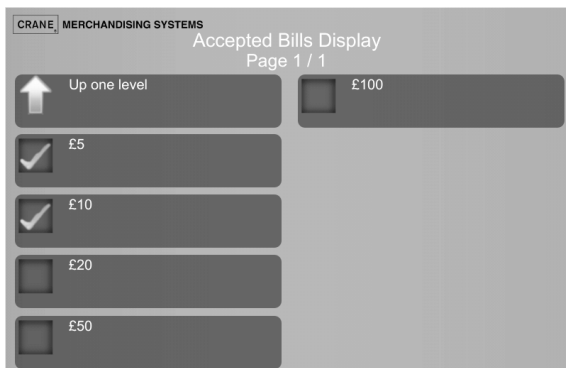 CRANE MERCHANDISING SYSTEMS
Accepted Bills Display
Page 1 / 1
Up one level
£5
£10
£20
£50
£100